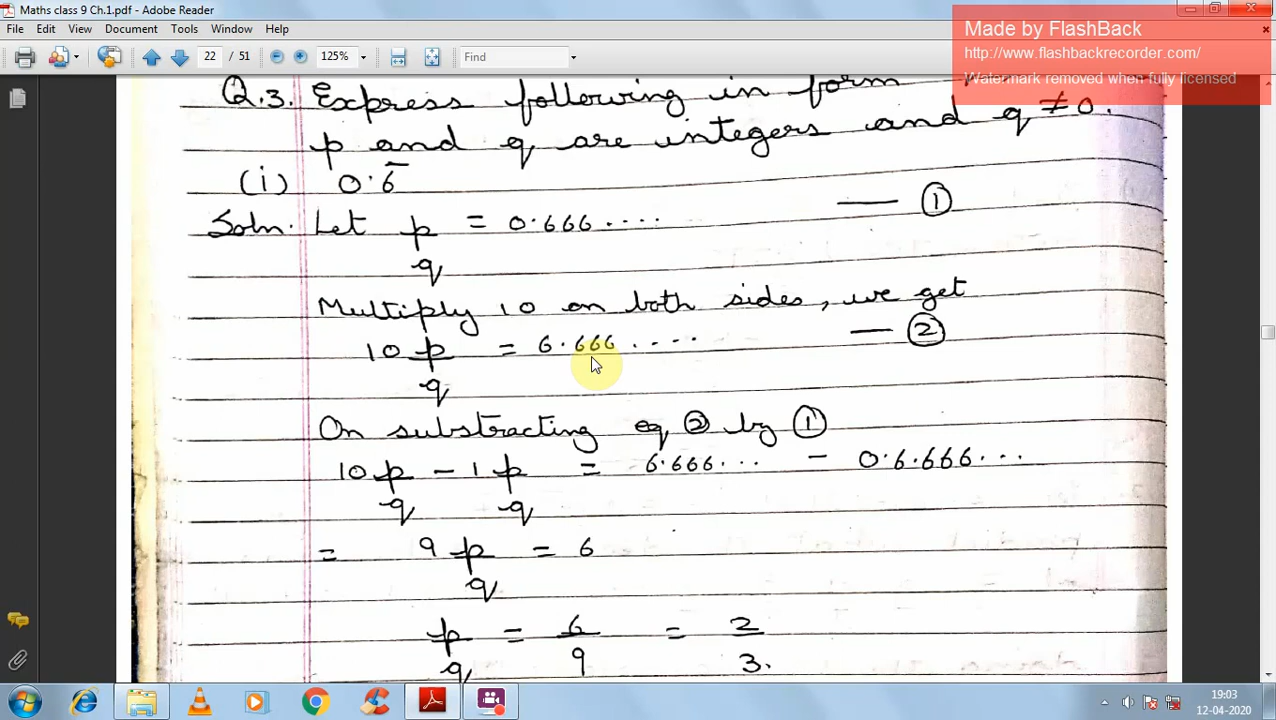 Maths class 9 Ch.1.pdf - Adobe Reader
File Edit View Document Tools Window Help
22 / 51 125% Find
Made by FlashBack
http://www.flashbackrecorder.com/
Watermark removed when fully licensed
Q.3. Express following in form
p and q are integers and q ≠ 0.
(i) 0.6̅
Soln. Let p/q = 0.666.... — ①
Multiply 10 on both sides, we get
10 p/q = 6.666.... — ②
On substracting eq ② by ①
10p/q - 1p/q = 6.666... - 0.6.666...
= 9 p/q = 6
p/q = 6/9 = 2/3.
19:03
12-04-2020